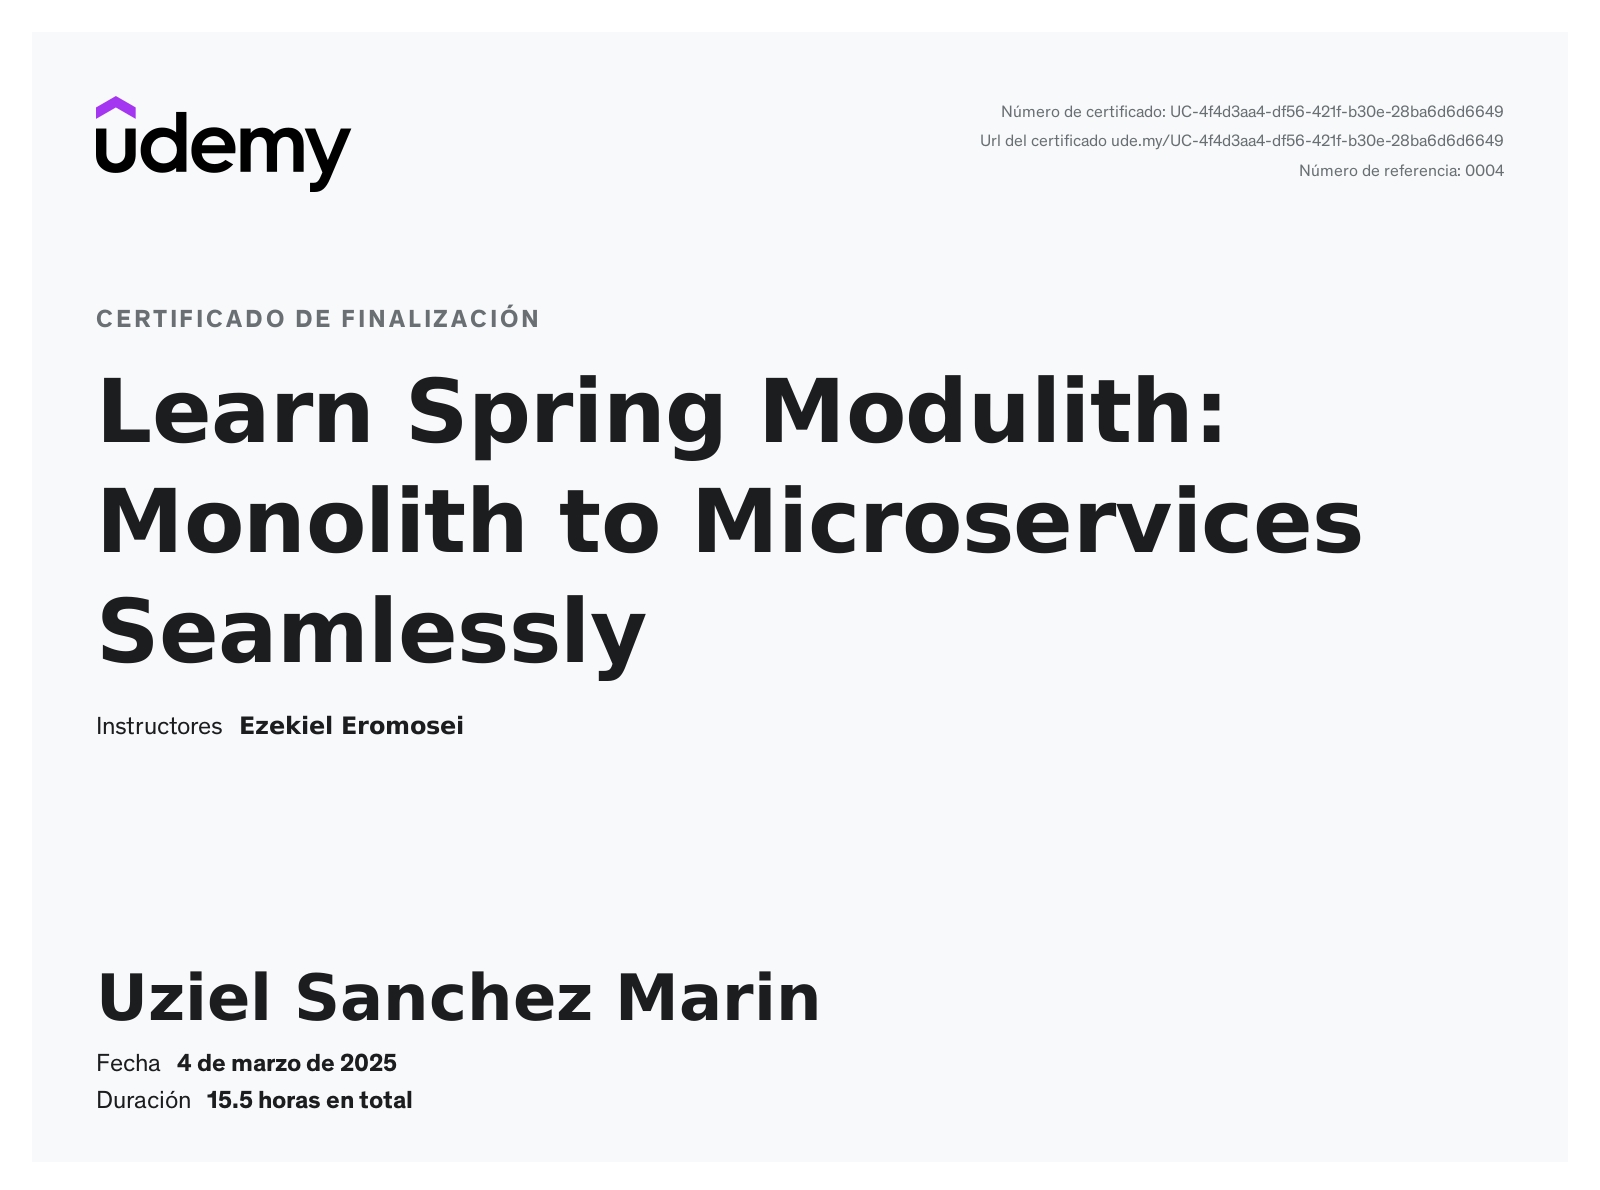 udemy
Número de certificado: UC-4f4d3aa4-df56-421f-b30e-28ba6d6d6649
Url del certificado ude.my/UC-4f4d3aa4-df56-421f-b30e-28ba6d6d6649
Número de referencia: 0004
CERTIFICADO DE FINALIZACIÓN
Learn Spring Modulith:
Monolith to Microservices
Seamlessly
Instructores Ezekiel Eromosei
Uziel Sanchez Marin
Fecha 4 de marzo de 2025
Duración 15.5 horas en total